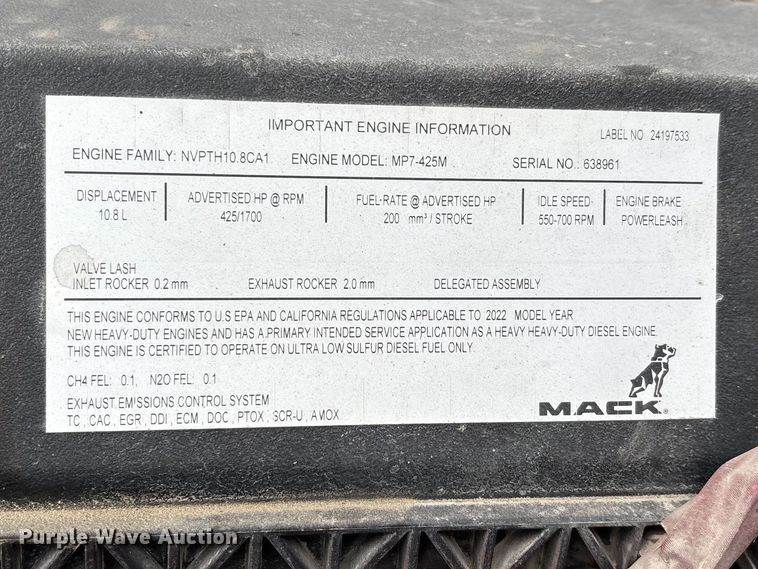 IMPORTANT ENGINE INFORMATION
LABEL NO 24197533
ENGINE FAMILY: NVPTH10.8CA1 ENGINE MODEL: MP7-425M SERIAL NO: 638961
DISPLACEMENT ADVERTISED HP @ RPM FUEL-RATE @ ADVERTISED HP IDLE SPEED ENGINE BRAKE
10.8 L 425/1700 200 mm³ / STROKE 550-700 RPM POWERLEASH
VALVE LASH
INLET ROCKER 0.2 mm EXHAUST ROCKER 2.0 mm DELEGATED ASSEMBLY
THIS ENGINE CONFORMS TO U.S EPA AND CALIFORNIA REGULATIONS APPLICABLE TO 2022 MODEL YEAR
NEW HEAVY-DUTY ENGINES AND HAS A PRIMARY INTENDED SERVICE APPLICATION AS A HEAVY HEAVY-DUTY DIESEL ENGINE.
THIS ENGINE IS CERTIFIED TO OPERATE ON ULTRA LOW SULFUR DIESEL FUEL ONLY.
CH4 FEL: 0.1, N2O FEL: 0.1
EXHAUST EMISSIONS CONTROL SYSTEM
TC , CAC , EGR , DDI , ECM , DOC , PTOX , SCR-U , AMOX
MACK®
Purple Wave Auction